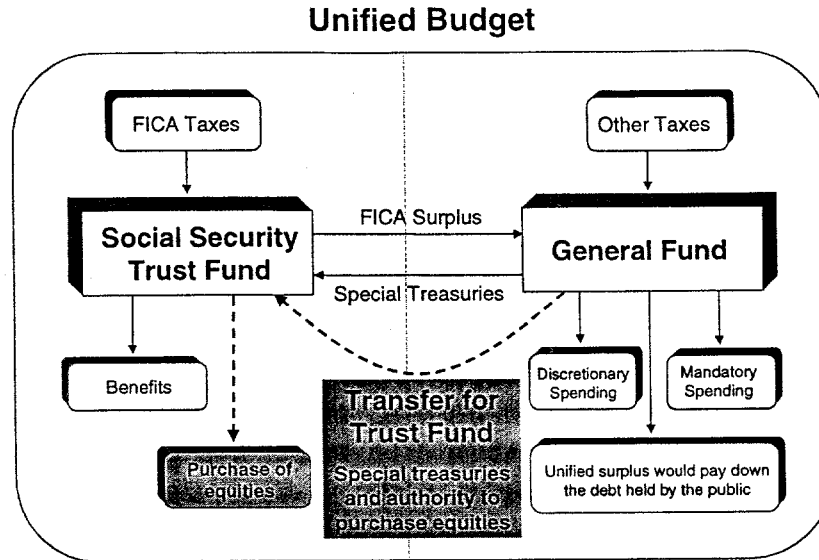 Unified Budget
FICA Taxes
Other Taxes
FICA Surplus
Social Security
Trust Fund
General Fund
Special Treasuries
Benefits
Discretionary
Spending
Mandatory
Spending
Transfer for
Trust Fund
Special treasuries
and authority to
purchase equities
Purchase of
equities
Unified surplus would pay down
the debt held by the public